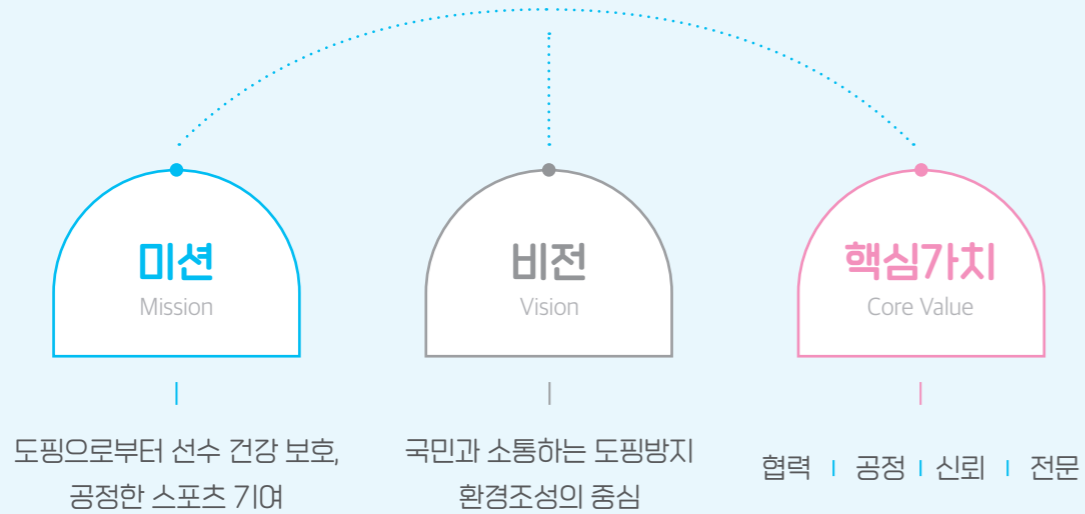 미션
Mission
도핑으로부터 선수 건강 보호,
공정한 스포츠 기여
비전
Vision
국민과 소통하는 도핑방지
환경조성의 중심
핵심가치
Core Value
협력 | 공정 | 신뢰 | 전문